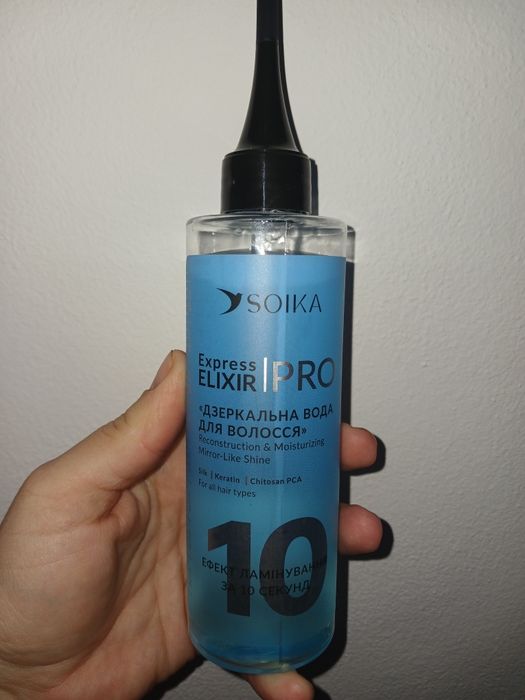 SOIKA
Express
ELIXIR | PRO
«ДЗЕРКАЛЬНА ВОДА
ДЛЯ ВОЛОССЯ»
Reconstruction & Moisturizing
Mirror-Like Shine
Silk | Keratin | Chitosan PCA
For all hair types
10
ЕФЕКТ ЛАМІНУВАННЯ
ЗА 10 СЕКУНД